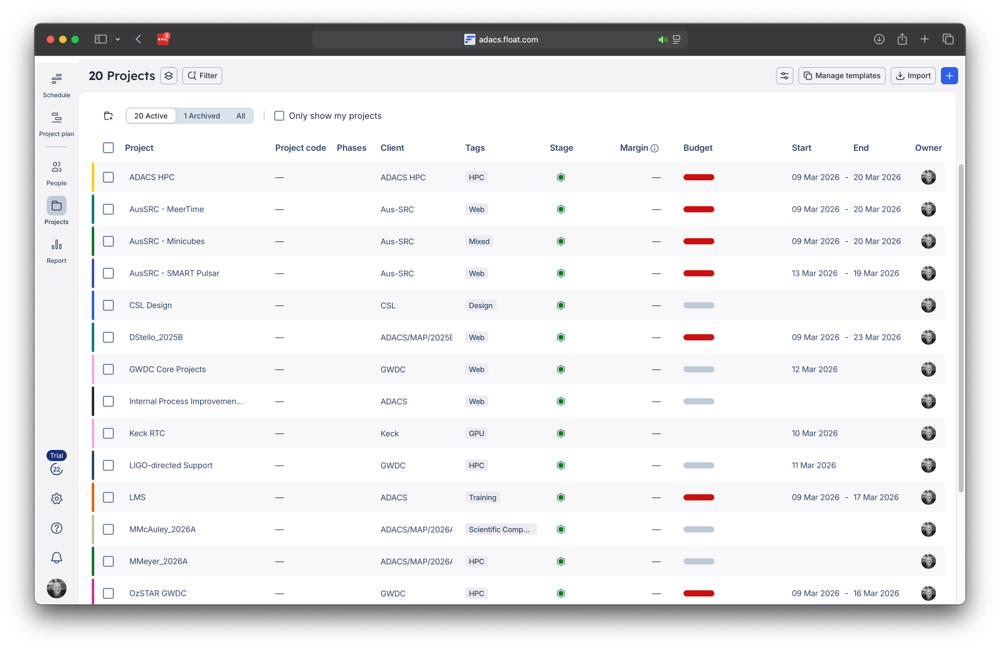 2
adacs.float.com
Schedule
Project plan
People
Projects
Report
Trial
22
20 Projects
Filter
Manage templates
Import
20 Active 1 Archived All
Only show my projects
Project Project code Phases Client Tags Stage Margin Budget Start End Owner
ADACS HPC — ADACS HPC HPC — 09 Mar 2026 - 20 Mar 2026
AusSRC - MeerTime — Aus-SRC Web — 09 Mar 2026 - 20 Mar 2026
AusSRC - Minicubes — Aus-SRC Mixed — 09 Mar 2026 - 20 Mar 2026
AusSRC - SMART Pulsar — Aus-SRC Web — 13 Mar 2026 - 19 Mar 2026
CSL Design — CSL Design —
DStello_2025B — ADACS/MAP/2025B Web — 09 Mar 2026 - 23 Mar 2026
GWDC Core Projects — GWDC Web — 12 Mar 2026
Internal Process Improvemen... — ADACS Web —
Keck RTC — Keck GPU — 10 Mar 2026
LIGO-directed Support — GWDC HPC — 11 Mar 2026
LMS — ADACS Training — 09 Mar 2026 - 17 Mar 2026
MMcAuley_2026A — ADACS/MAP/2026A Scientific Comp... —
MMeyer_2026A — ADACS/MAP/2026A HPC —
OzSTAR GWDC — GWDC HPC — 09 Mar 2026 - 16 Mar 2026